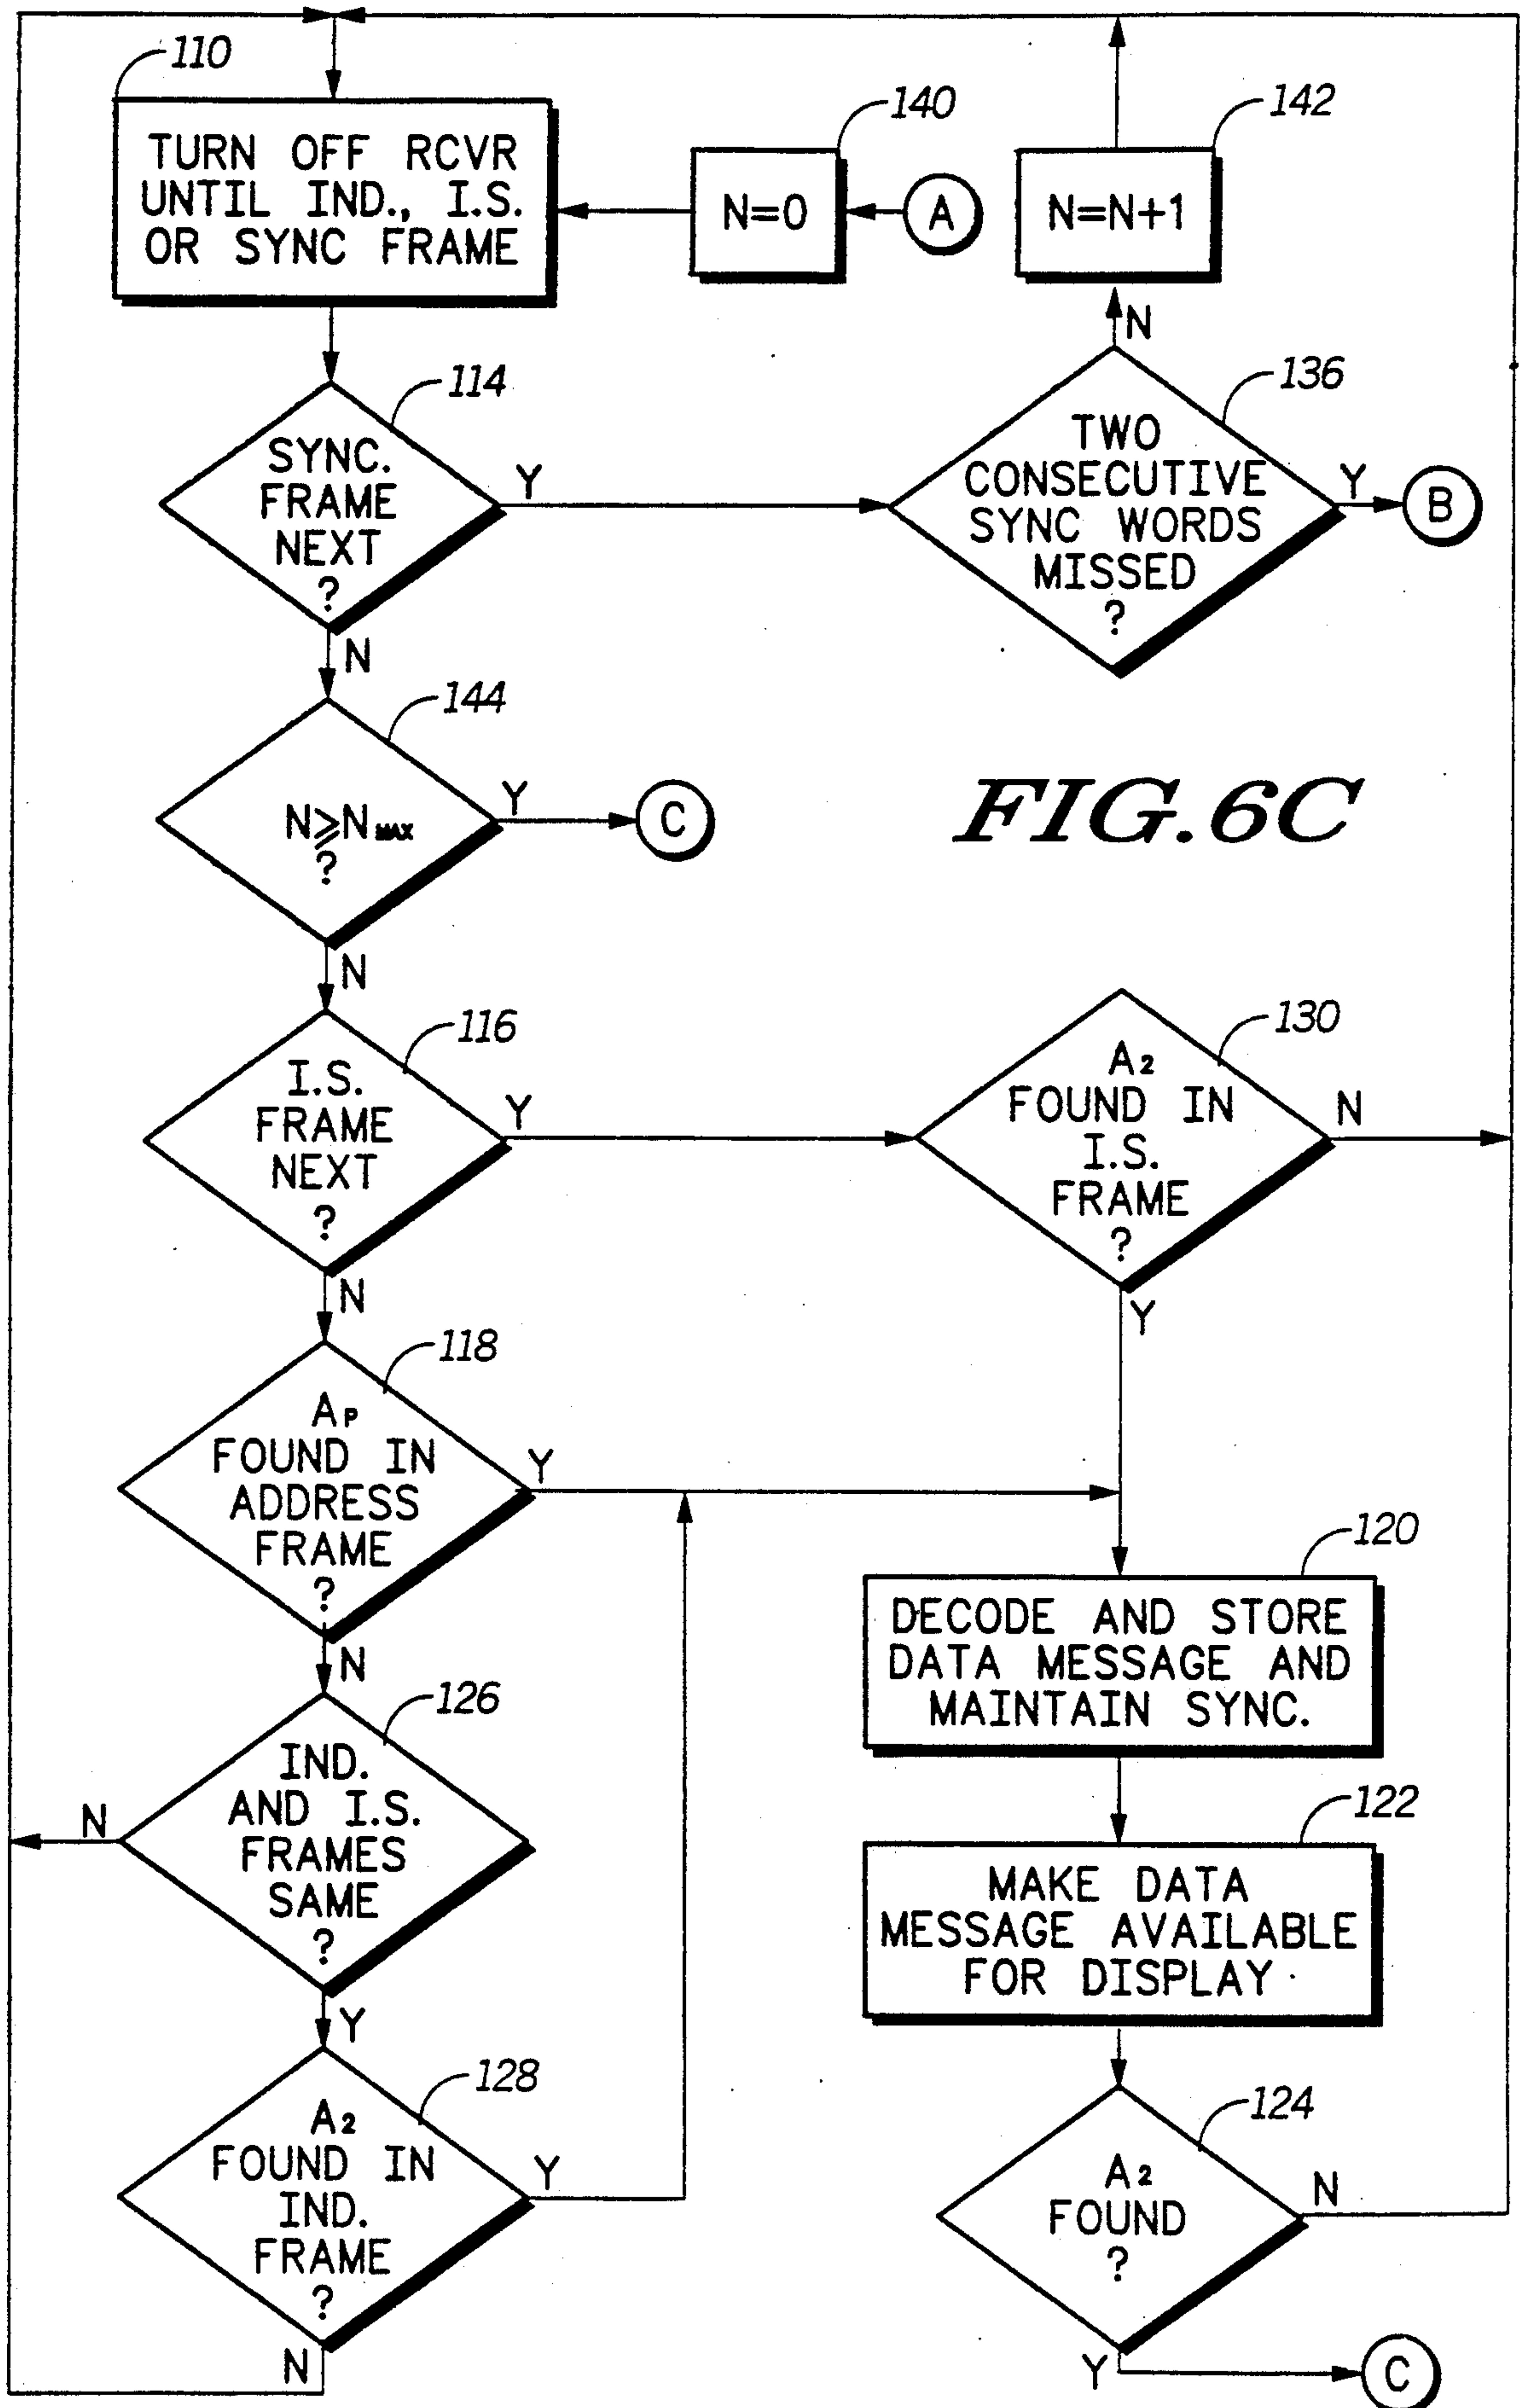 110
TURN OFF RCVR
UNTIL IND., I.S.
OR SYNC FRAME
140
N=0
A
142
N=N+1
N
114
SYNC.
FRAME
NEXT
?
Y
N
136
TWO
CONSECUTIVE
SYNC WORDS
MISSED
?
Y
B
144
N≥N MAX
?
Y
C
N
FIG.6C
116
I.S.
FRAME
NEXT
?
Y
N
130
A2
FOUND IN
I.S.
FRAME
?
N
Y
118
AP
FOUND IN
ADDRESS
FRAME
?
Y
N
120
DECODE AND STORE
DATA MESSAGE AND
MAINTAIN SYNC.
126
IND.
AND I.S.
FRAMES
SAME
?
N
Y
122
MAKE DATA
MESSAGE AVAILABLE
FOR DISPLAY
128
A2
FOUND IN
IND.
FRAME
?
Y
N
124
A2
FOUND
?
N
Y
C